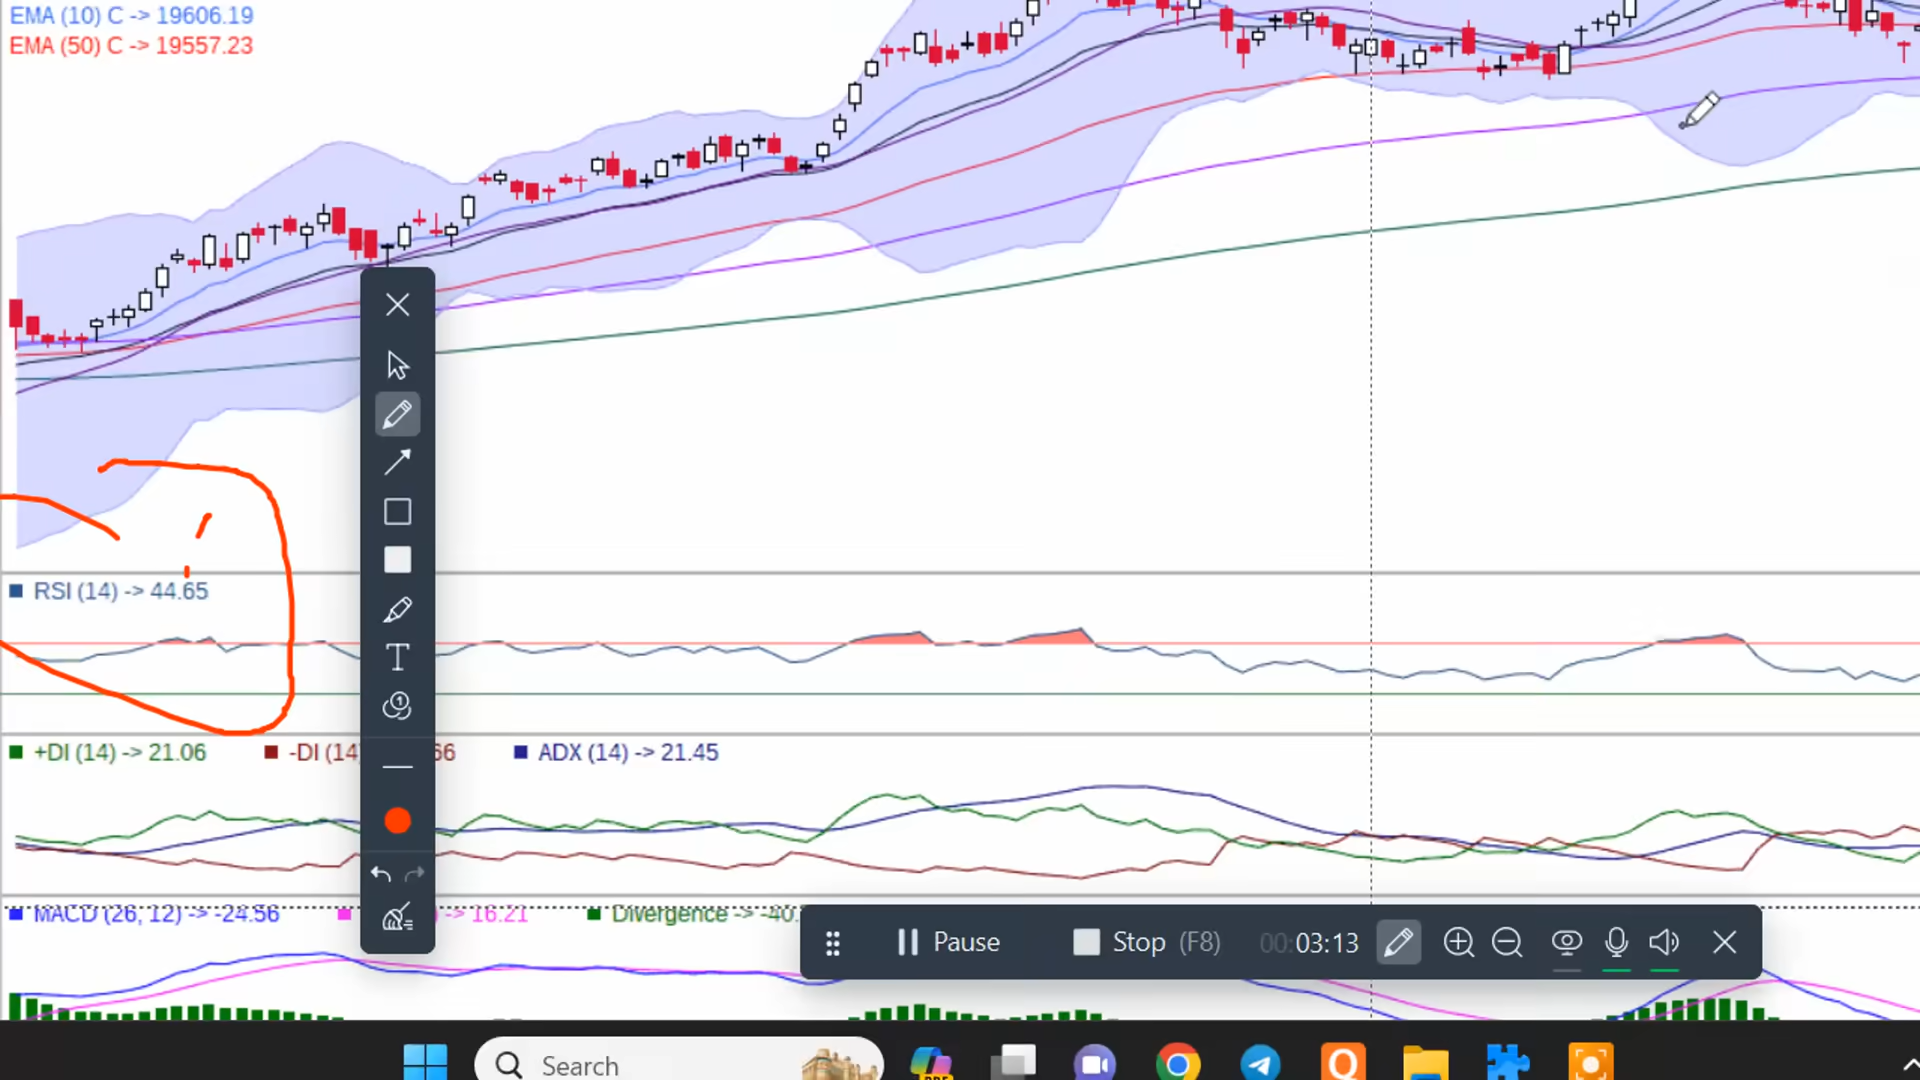 EMA (10) C -> 19606.19
EMA (50) C -> 19557.23
RSI (14) -> 44.65
+DI (14) -> 21.06 -DI (14) 66 ADX (14) -> 21.45
MACD (26, 12) -> -24.56 -> 16.21 Divergence -> -40.
Pause Stop (F8) 00:03:13
Search